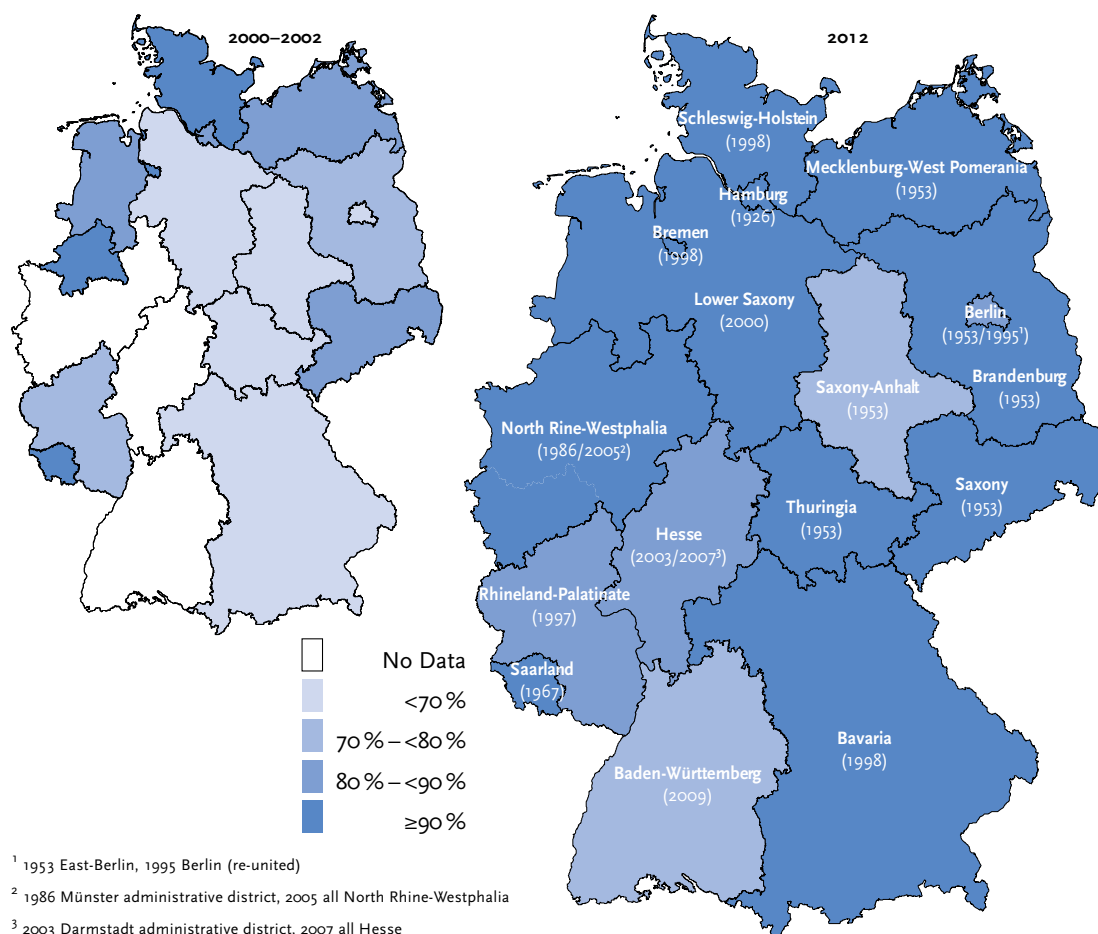 2000–2002
2012
Schleswig-Holstein
(1998)
Mecklenburg-West Pomerania
(1953)
Hamburg
(1926)
Bremen
(1998)
Lower Saxony
(2000)
Berlin
(1953/1995¹)
Brandenburg
(1953)
Saxony-Anhalt
(1953)
North Rine-Westphalia
(1986/2005²)
Saxony
(1953)
Thuringia
(1953)
Hesse
(2003/2007³)
Rhineland-Palatinate
(1997)
Saarland
(1967)
Bavaria
(1998)
Baden-Württemberg
(2009)
No Data
<70 %
70 % – <80 %
80 % – <90 %
≥90 %
¹ 1953 East-Berlin, 1995 Berlin (re-united)
² 1986 Münster administrative district, 2005 all North Rhine-Westphalia
³ 2003 Darmstadt administrative district, 2007 all Hesse